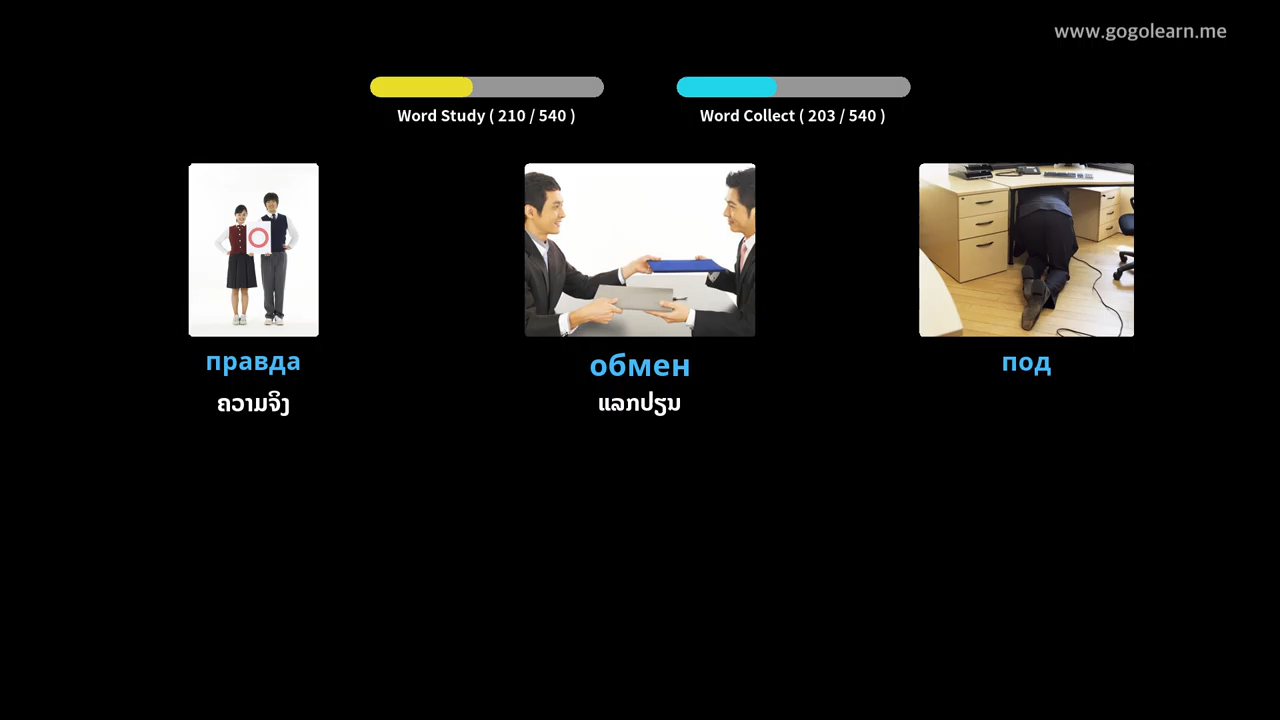 www.gogolearn.me
Word Study ( 210 / 540 )
Word Collect ( 203 / 540 )
правда
обмен
под
ຄວາມຈິງ
ແລກປຽນ